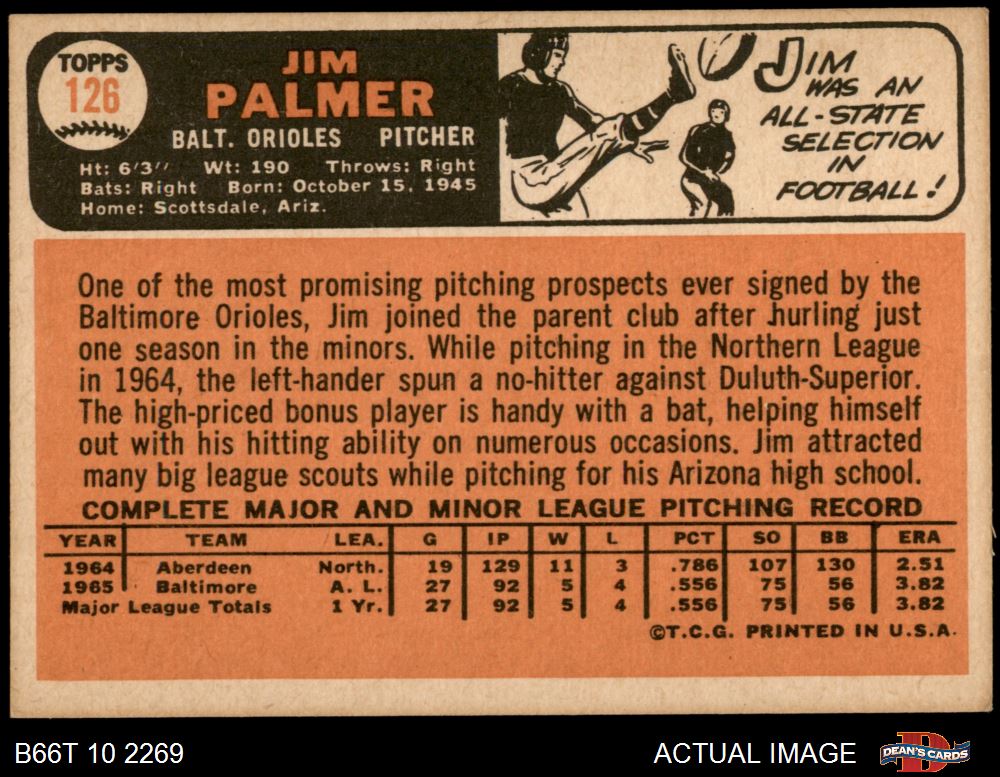 TOPPS
126
JIM
PALMER
BALT. ORIOLES PITCHER
Ht: 6'3" Wt: 190 Throws: Right
Bats: Right Born: October 15, 1945
Home: Scottsdale, Ariz.
JIM
WAS AN
ALL-STATE
SELECTION
IN
FOOTBALL!
One of the most promising pitching prospects ever signed by the
Baltimore Orioles, Jim joined the parent club after hurling just
one season in the minors. While pitching in the Northern League
in 1964, the left-hander spun a no-hitter against Duluth-Superior.
The high-priced bonus player is handy with a bat, helping himself
out with his hitting ability on numerous occasions. Jim attracted
many big league scouts while pitching for his Arizona high school.
COMPLETE MAJOR AND MINOR LEAGUE PITCHING RECORD
YEAR TEAM LEA. G IP W L PCT SO BB ERA
1964 Aberdeen North. 19 129 11 3 .786 107 130 2.51
1965 Baltimore A. L. 27 92 5 4 .556 75 56 3.82
Major League Totals 1 Yr. 27 92 5 4 .556 75 56 3.82
©T.C.G. PRINTED IN U.S.A.
B66T 10 2269 ACTUAL IMAGE DEAN'S CARDS